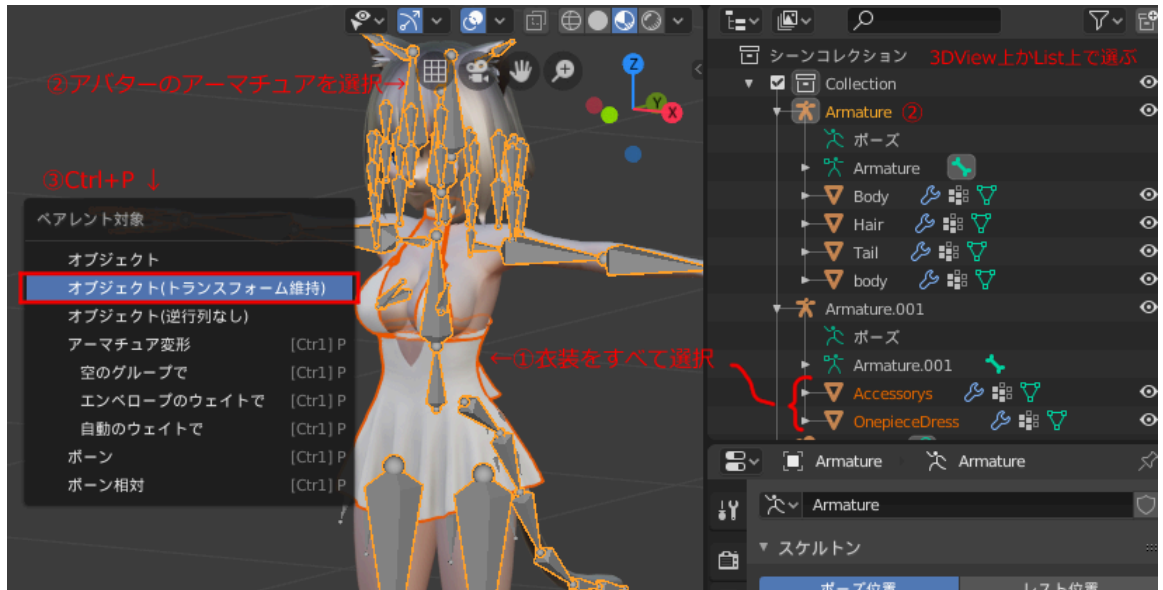 シーンコレクション
3DView上かList上で選ぶ
Collection
②アバターのアーマチュアを選択→
Z
Y
X
Armature ②
ポーズ
Armature
Body
Hair
Tail
body
Armature.001
ポーズ
Armature.001
Accessorys
OnepieceDress
③Ctrl+P ↓
ペアレント対象
オブジェクト
オブジェクト(トランスフォーム維持)
オブジェクト(逆行列なし)
アーマチュア変形 [Ctrl] P
空のグループで [Ctrl] P
エンベロープのウェイトで [Ctrl] P
自動のウェイトで [Ctrl] P
ボーン [Ctrl] P
ボーン相対 [Ctrl] P
←①衣装をすべて選択
Armature Armature
Armature
スケルトン
ポーズ位置 レスト位置